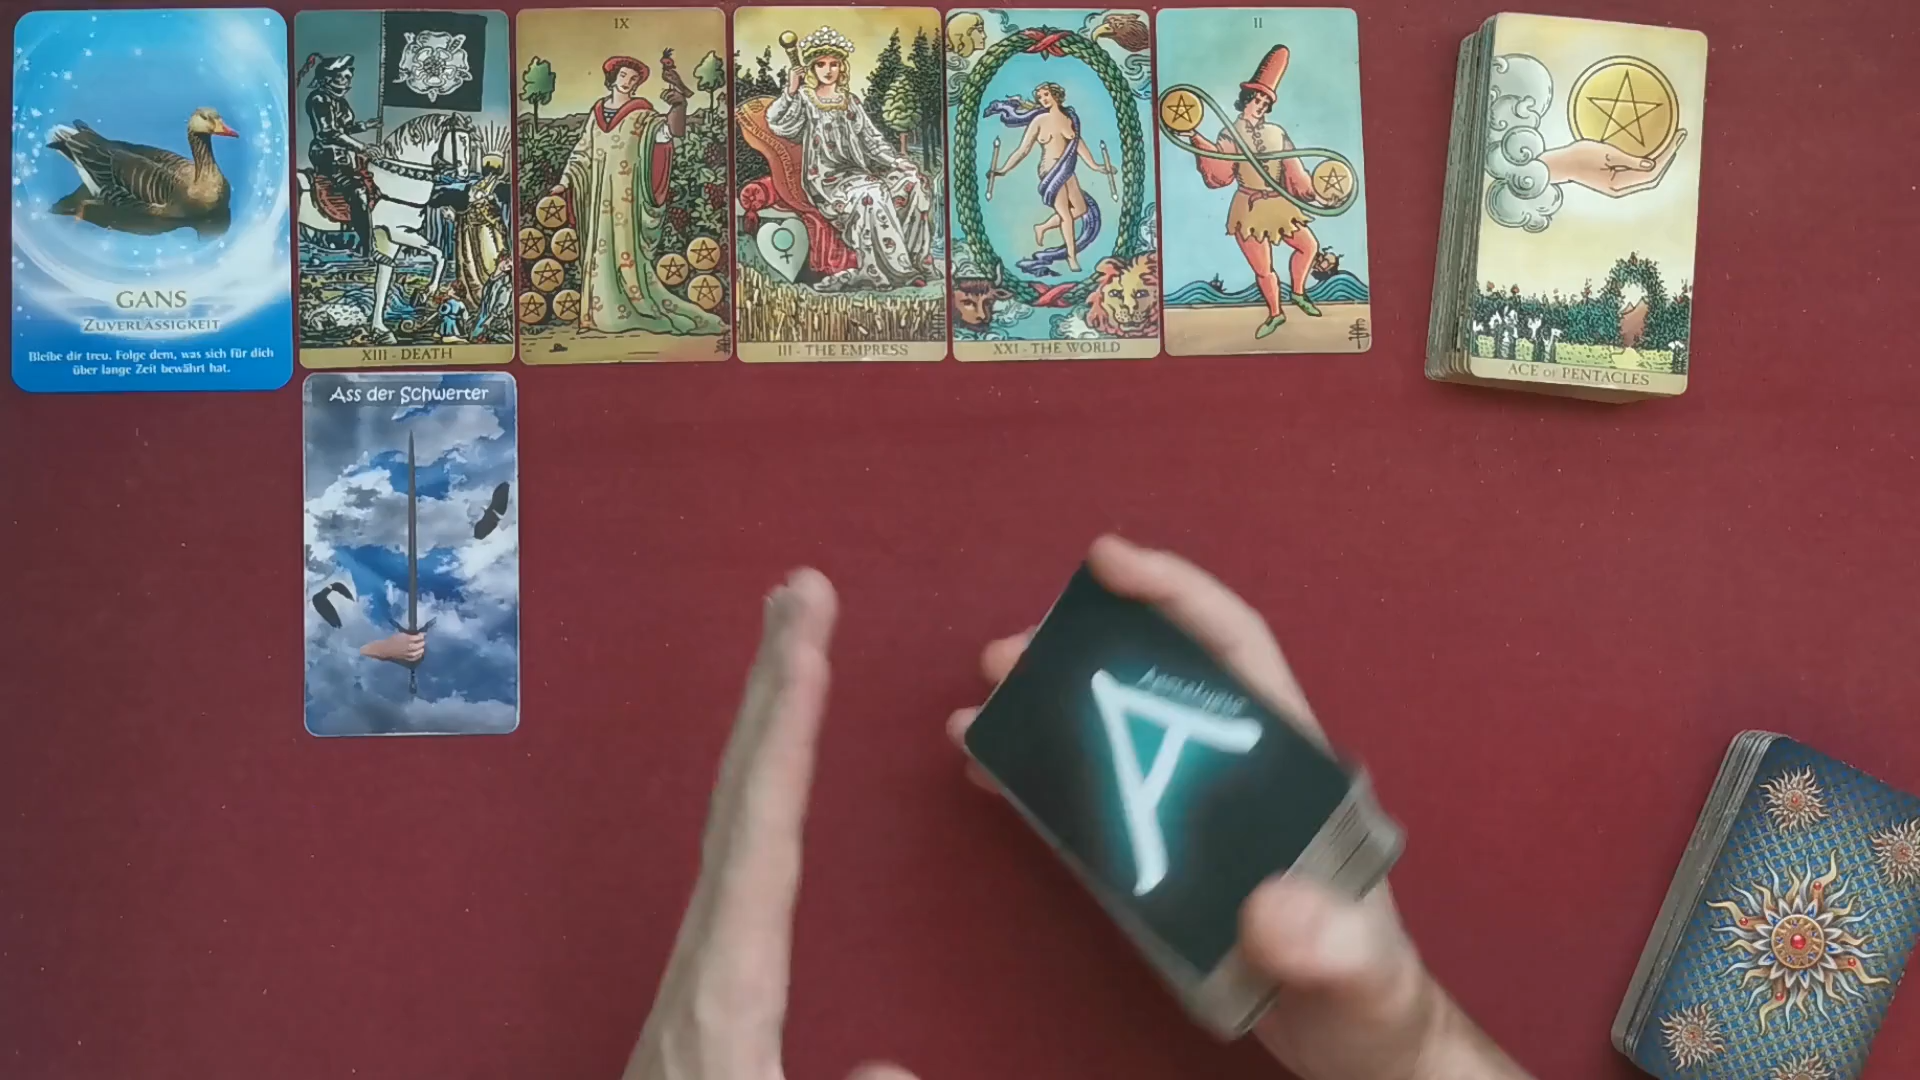 GANS
ZUVERLÄSSIGKEIT
Bleibe dir treu. Folge dem, was sich für dich
über lange Zeit bewährt hat.
XIII - DEATH
IX
III - THE EMPRESS
XXI - THE WORLD
II
ACE OF PENTACLES
Ass der Schwerter
A